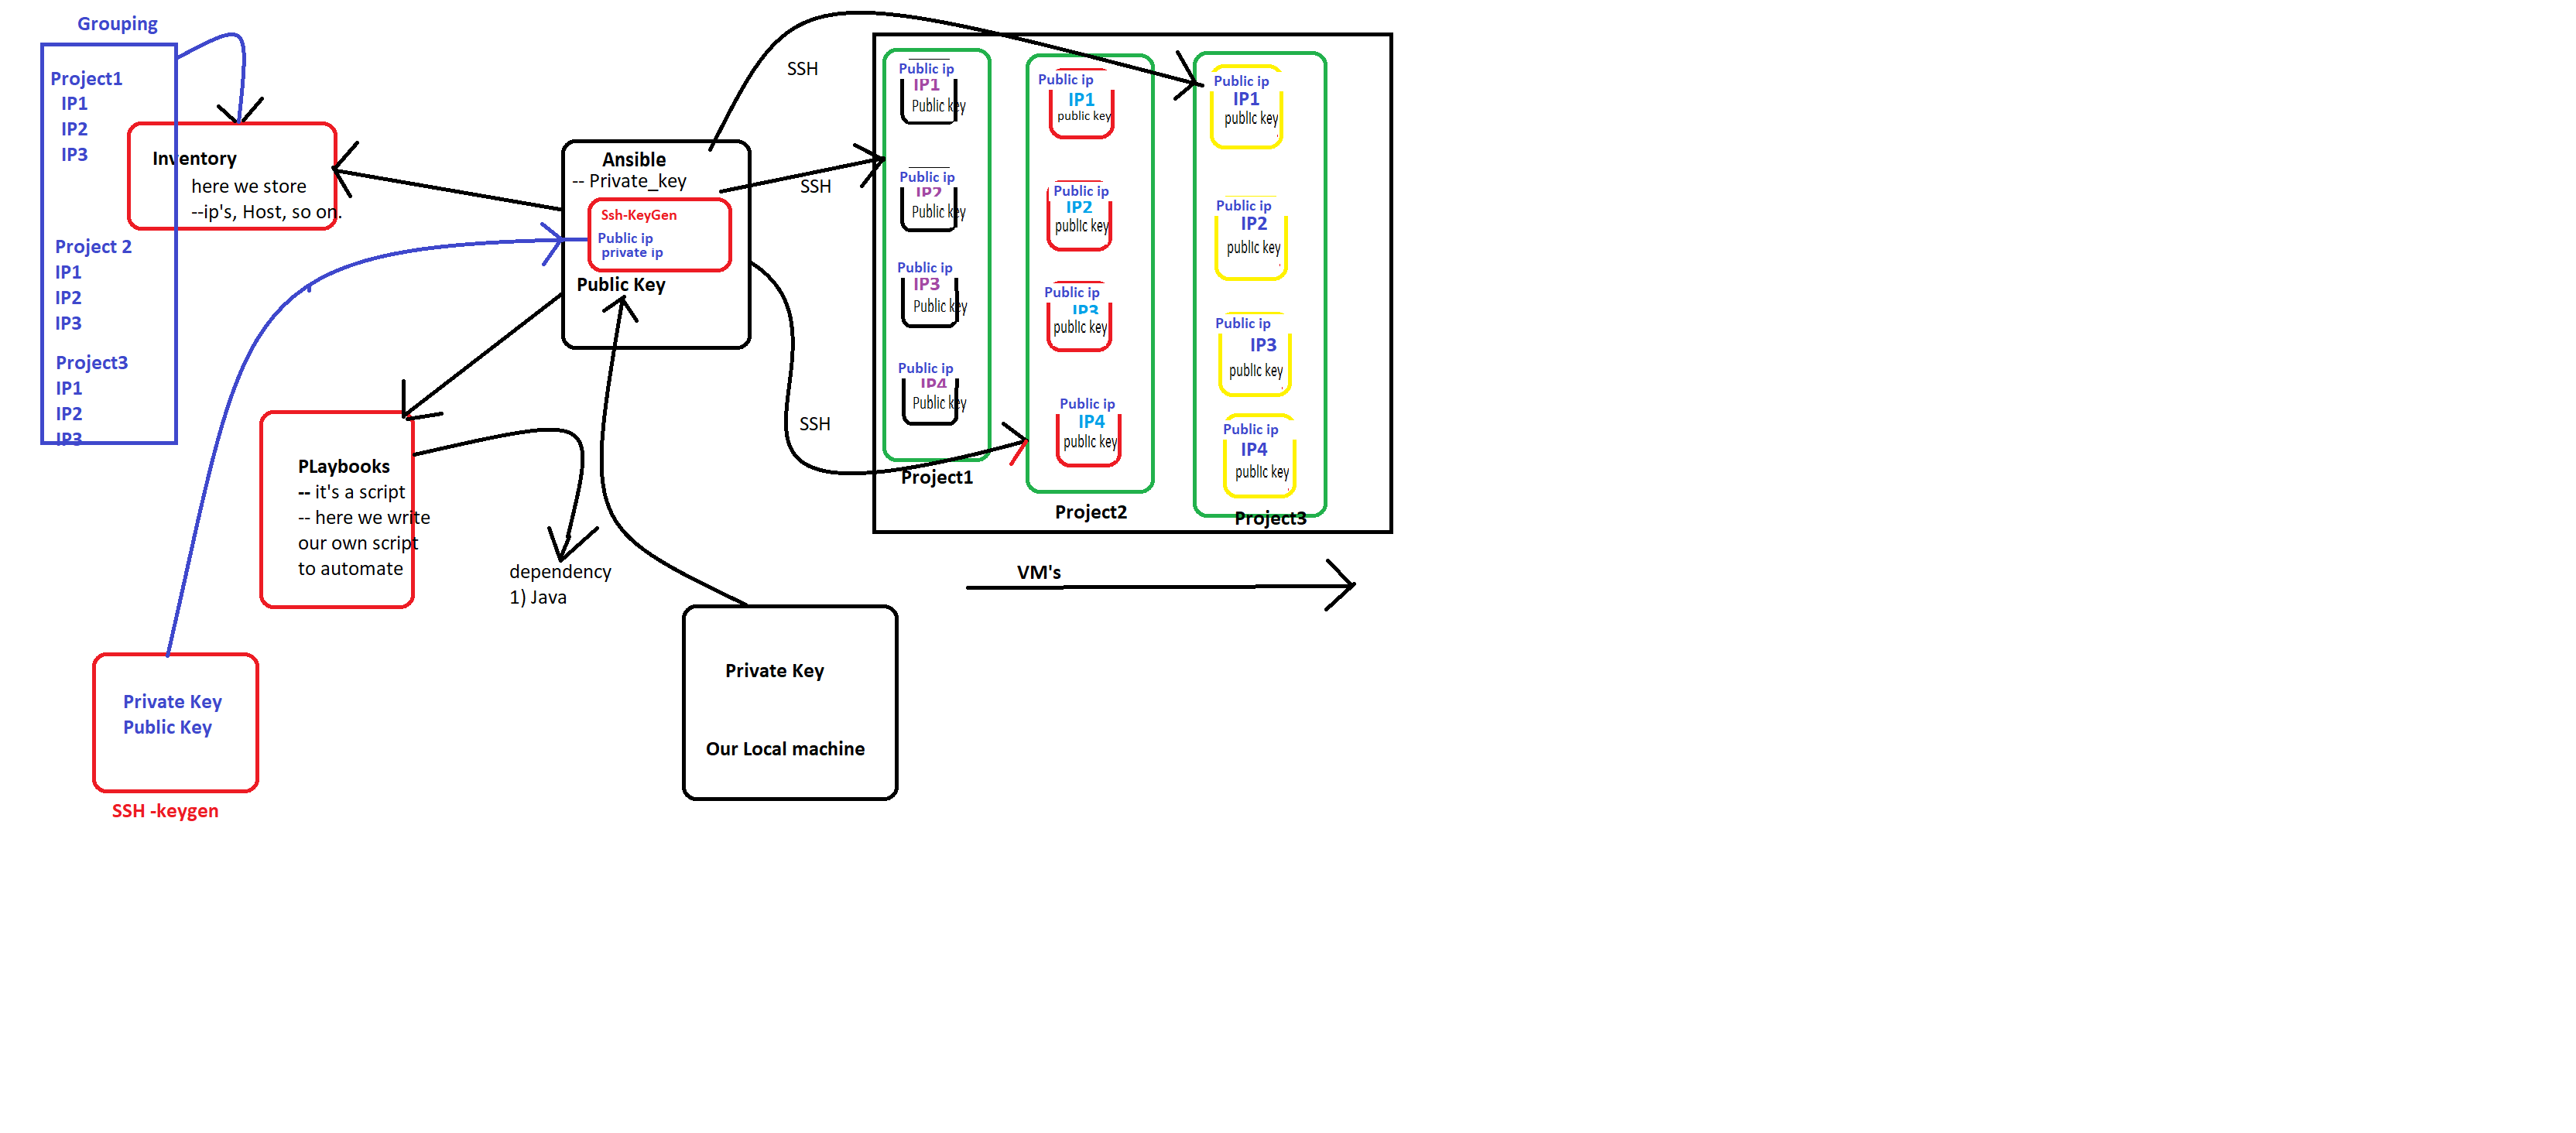 Grouping
Project1
IP1
IP2
IP3
Project 2
IP1
IP2
IP3
Project3
IP1
IP2
IP3
Inventory
here we store
--ip's, Host, so on.
PLaybooks
-- it's a script
-- here we write
our own script
to automate
dependency
1) Java
Private Key
Public Key
SSH -keygen
Ansible
-- Private_key
Ssh-KeyGen
Public ip
private ip
Public Key
Private Key
Our Local machine
SSH
SSH
SSH
Public ip
IP1
Public key
Public ip
IP2
Public key
Public ip
IP3
Public key
Public ip
IP4
Public key
Project1
Public ip
IP1
public key
Public ip
IP2
publIc key
Public ip
IP3
publIc key
Public ip
IP4
publIc key
Project2
Public ip
IP1
publIc key
Public ip
IP2
publIc key
Public ip
IP3
publIc key
Public ip
IP4
publIc key
Project3
VM's